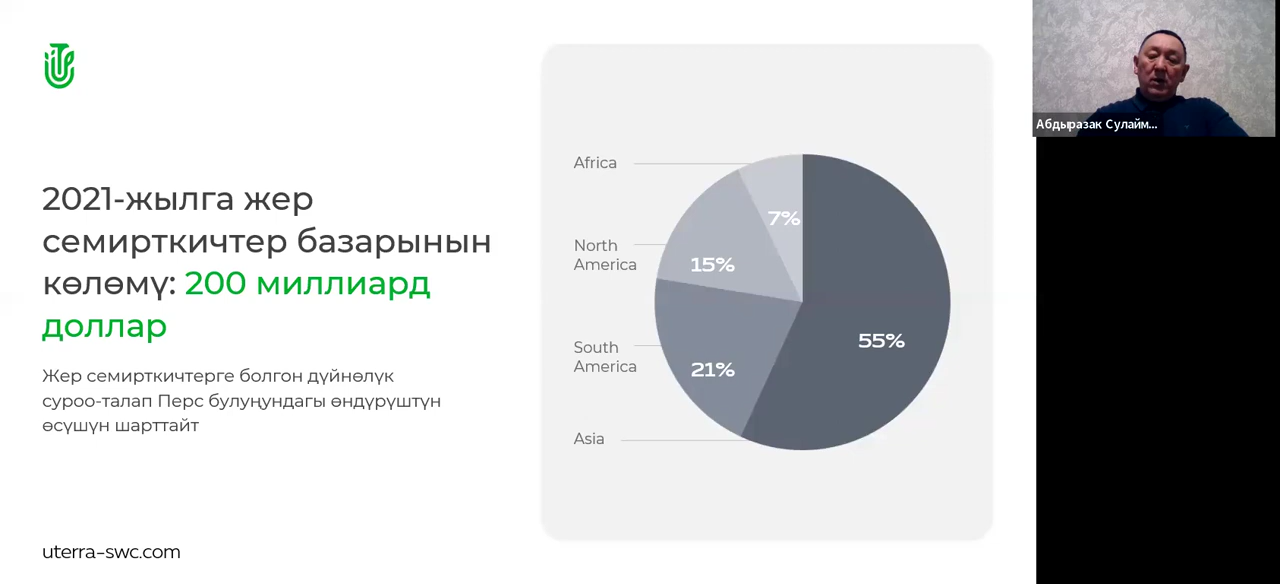 2021-жылга жер
семирткичтер базарынын
көлөмү: 200 миллиард
доллар
Жер семирткичтерге болгон дүйнөлүк
суроо-талап Перс булуңундагы өндүрүштүн
өсүшүн шарттайт
uterra-swc.com
Africa
7%
North
America
15%
South
America
21%
55%
Asia
Абдыразак Сулайм...